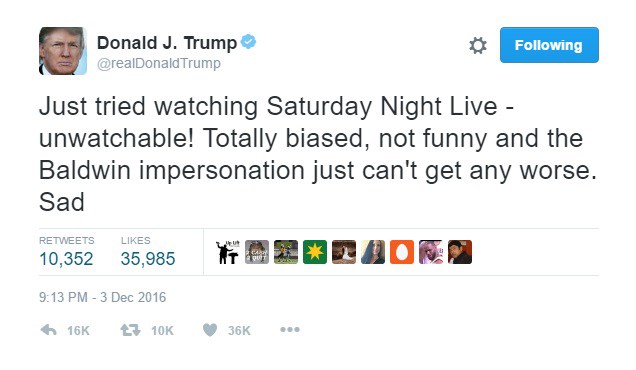 Donald J. Trump
Following
@realDonaldTrump
Just tried watching Saturday Night Live -
unwatchable! Totally biased, not funny and the
Baldwin impersonation just can't get any worse.
Sad
RETWEETS LIKES
10,352 35,985
9:13 PM - 3 Dec 2016
16K 10K 36K